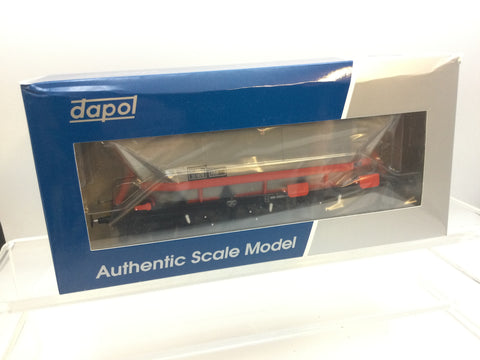 dapol
Authentic Scale Model